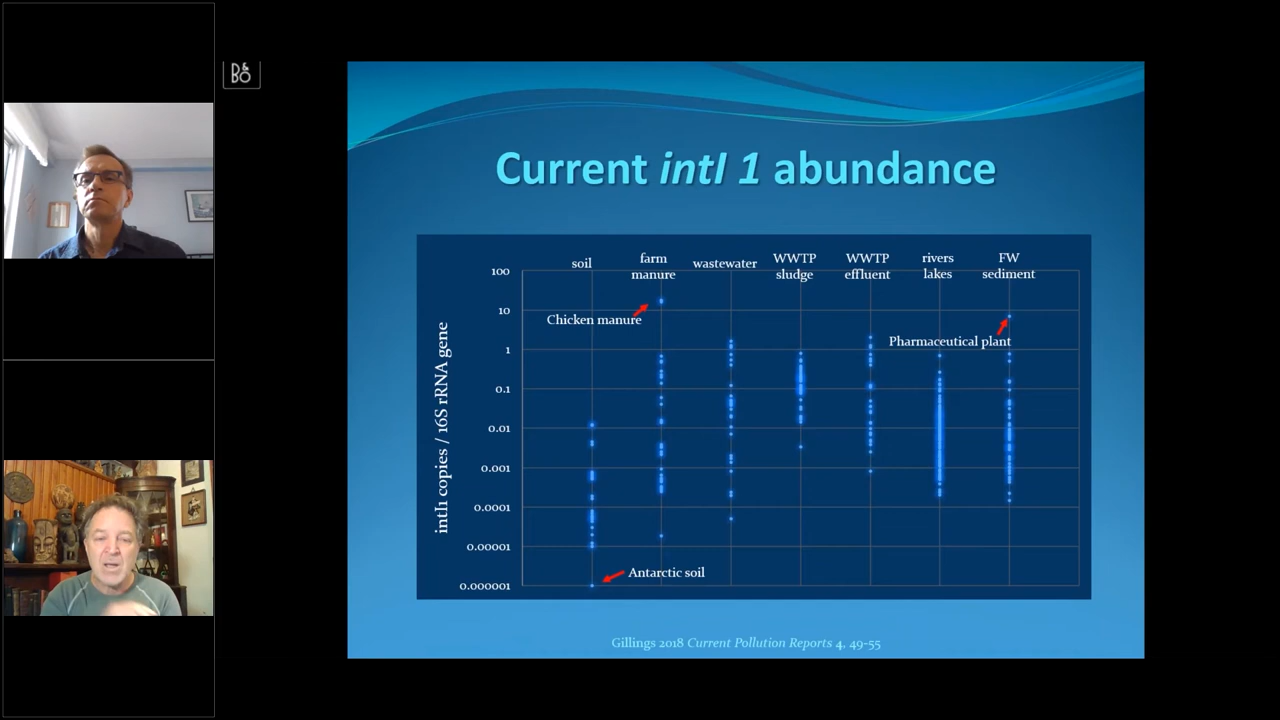 B&O
Current intI 1 abundance
soil
farm
manure
wastewater
WWTP
sludge
WWTP
effluent
rivers
lakes
FW
sediment
intI1 copies / 16S rRNA gene
100
10
1
0.1
0.01
0.001
0.0001
0.00001
0.000001
Chicken manure
Pharmaceutical plant
Antarctic soil
Gillings 2018 Current Pollution Reports 4, 49-55